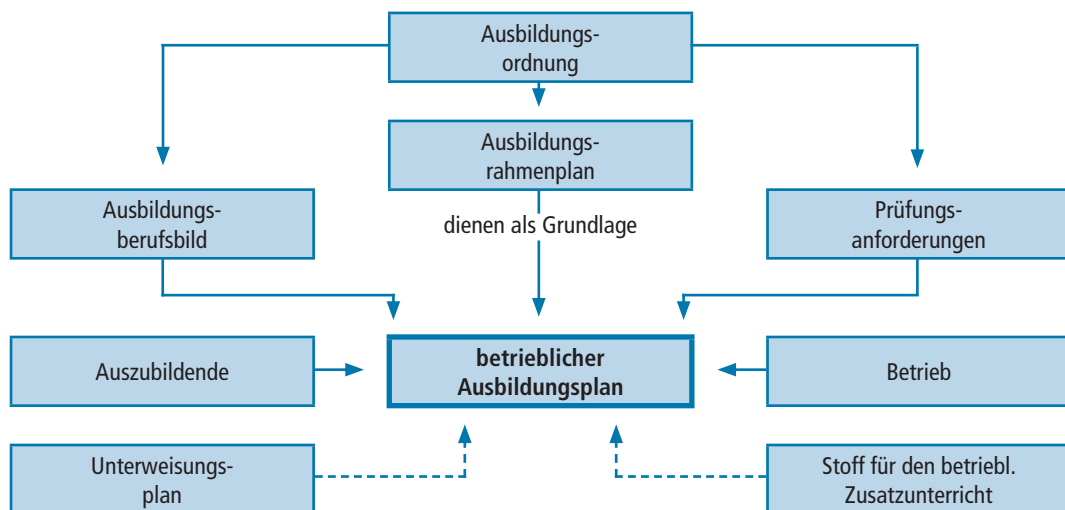 Ausbildungs-
ordnung
Ausbildungs-
rahmenplan
Ausbildungs-
berufsbild
dienen als Grundlage
Prüfungs-
anforderungen
Auszubildende
betrieblicher
Ausbildungsplan
Betrieb
Unterweisungs-
plan
Stoff für den betriebl.
Zusatzunterricht